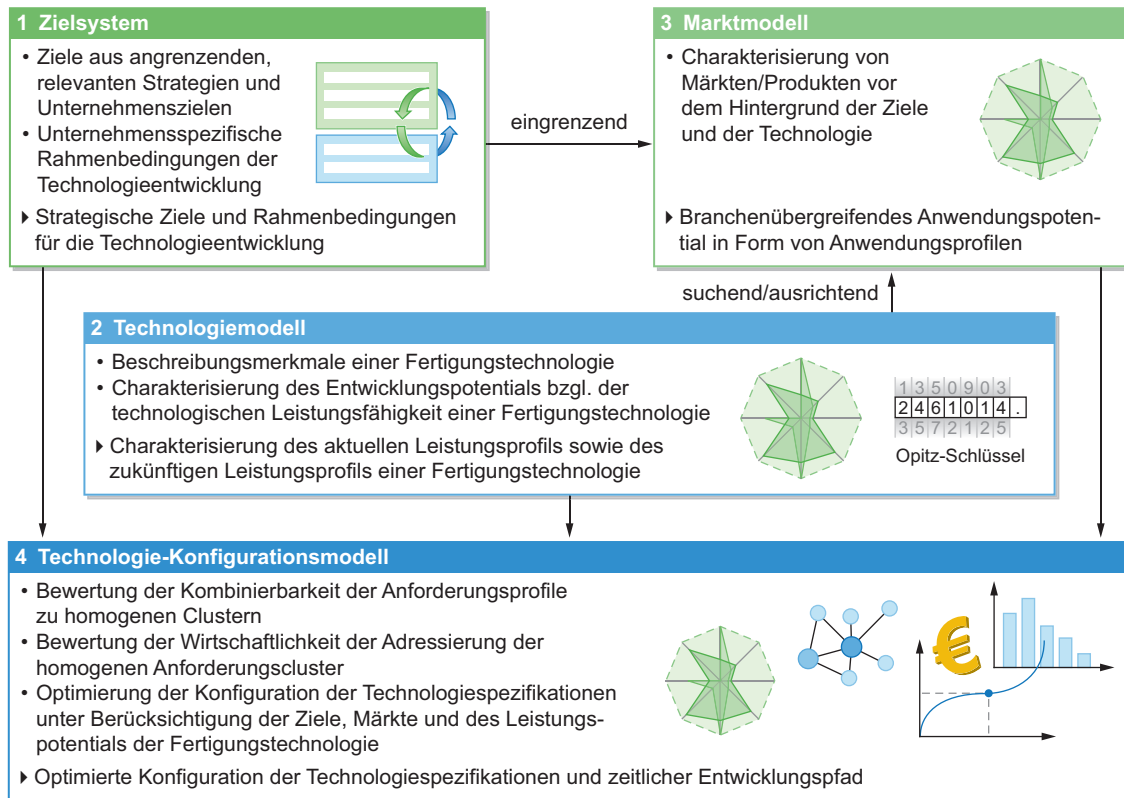 1 Zielsystem
• Ziele aus angrenzenden,
relevanten Strategien und
Unternehmenszielen
• Unternehmensspezifische
Rahmenbedingungen der
Technologieentwicklung
▸ Strategische Ziele und Rahmenbedingungen
für die Technologieentwicklung
eingrenzend
3 Marktmodell
• Charakterisierung von
Märkten/Produkten vor
dem Hintergrund der Ziele
und der Technologie
▸ Branchenübergreifendes Anwendungspoten-
tial in Form von Anwendungsprofilen
suchend/ausrichtend
2 Technologiemodell
• Beschreibungsmerkmale einer Fertigungstechnologie
• Charakterisierung des Entwicklungspotentials bzgl. der
technologischen Leistungsfähigkeit einer Fertigungstechnologie
▸ Charakterisierung des aktuellen Leistungsprofils sowie des
zukünftigen Leistungsprofils einer Fertigungstechnologie
1 3 5 0 9 0 3
2 4 6 1 0 1 4 .
3 5 7 2 1 2 5
Opitz-Schlüssel
4 Technologie-Konfigurationsmodell
• Bewertung der Kombinierbarkeit der Anforderungsprofile
zu homogenen Clustern
• Bewertung der Wirtschaftlichkeit der Adressierung der
homogenen Anforderungscluster
• Optimierung der Konfiguration der Technologiespezifikationen
unter Berücksichtigung der Ziele, Märkte und des Leistungs-
potentials der Fertigungstechnologie
€
▸ Optimierte Konfiguration der Technologiespezifikationen und zeitlicher Entwicklungspfad